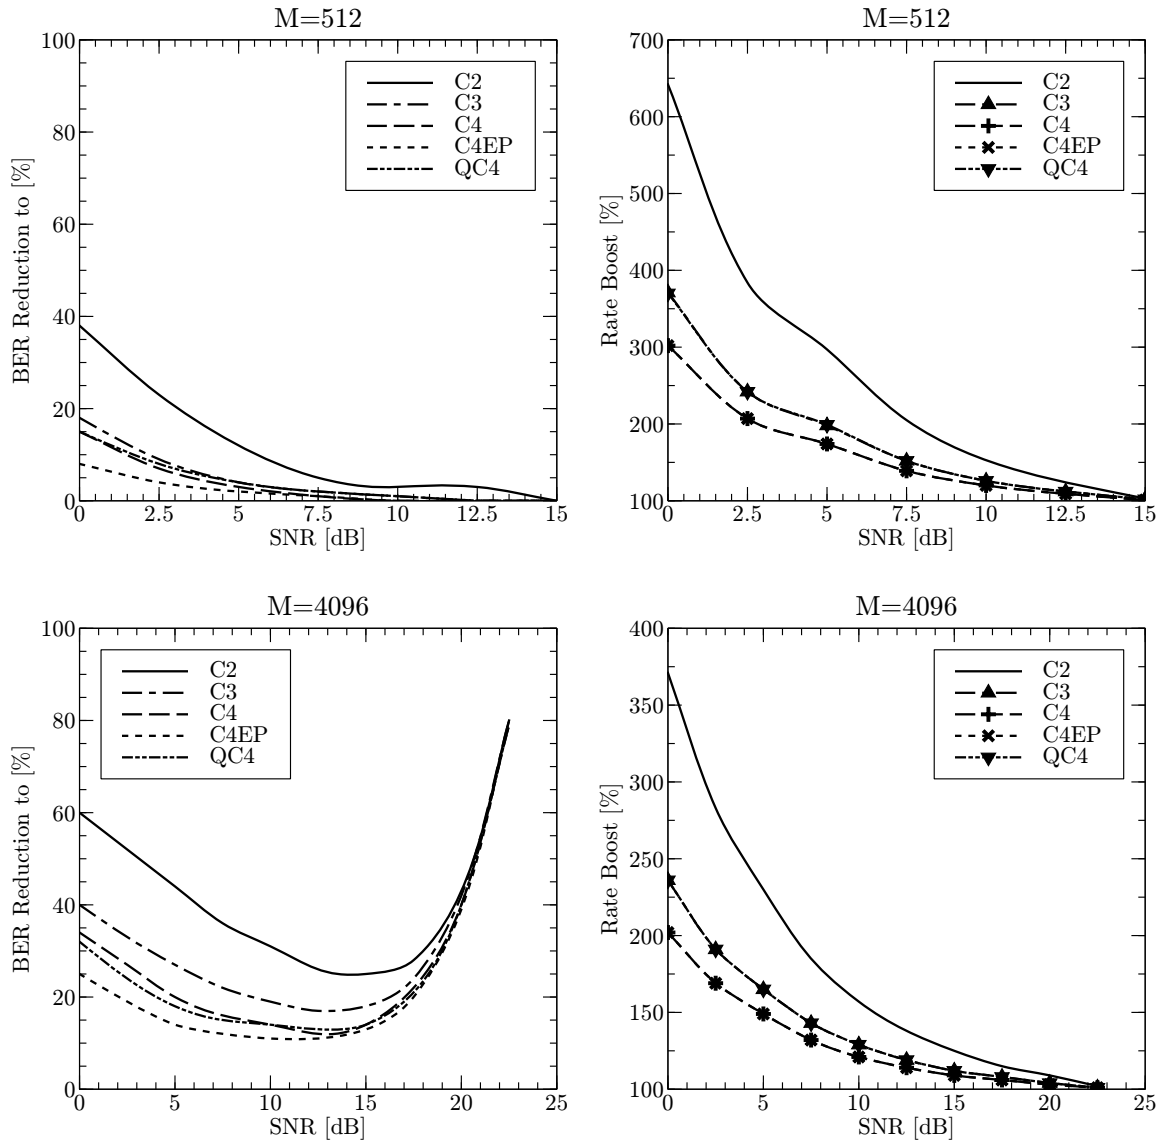 M=512
BER Reduction to [%]
100
80
60
40
20
0
0 2.5 5 7.5 10 12.5 15
SNR [dB]
C2
C3
C4
C4EP
QC4
M=512
Rate Boost [%]
700
600
500
400
300
200
100
0 2.5 5 7.5 10 12.5 15
SNR [dB]
C2
C3
C4
C4EP
QC4
M=4096
BER Reduction to [%]
100
80
60
40
20
0
0 5 10 15 20 25
SNR [dB]
C2
C3
C4
C4EP
QC4
M=4096
Rate Boost [%]
400
350
300
250
200
150
100
0 5 10 15 20 25
SNR [dB]
C2
C3
C4
C4EP
QC4